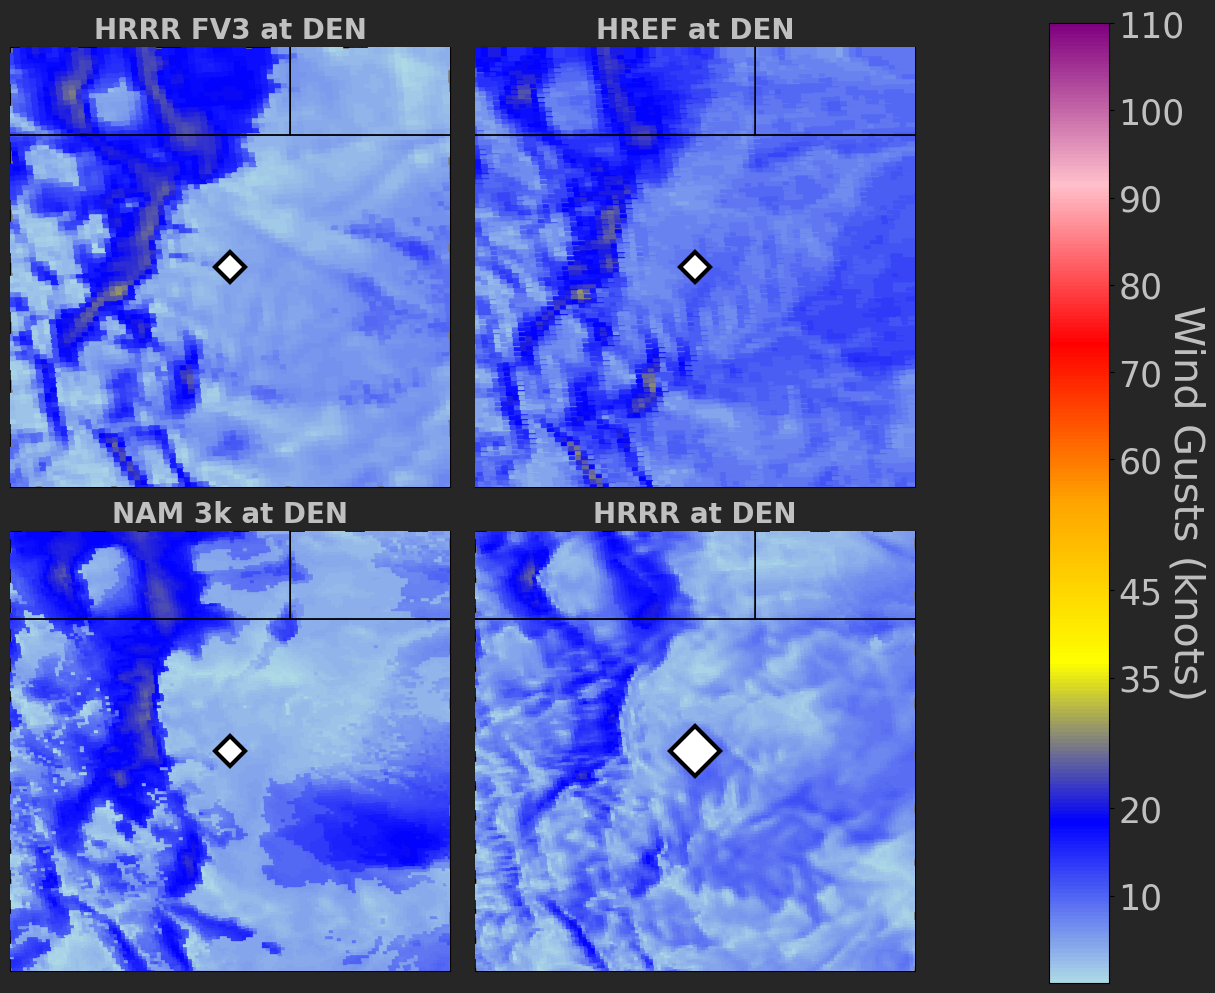 HRRR FV3 at DEN
HREF at DEN
NAM 3k at DEN
HRRR at DEN
110
100
90
80
70
60
45
35
20
10
Wind Gusts (knots)